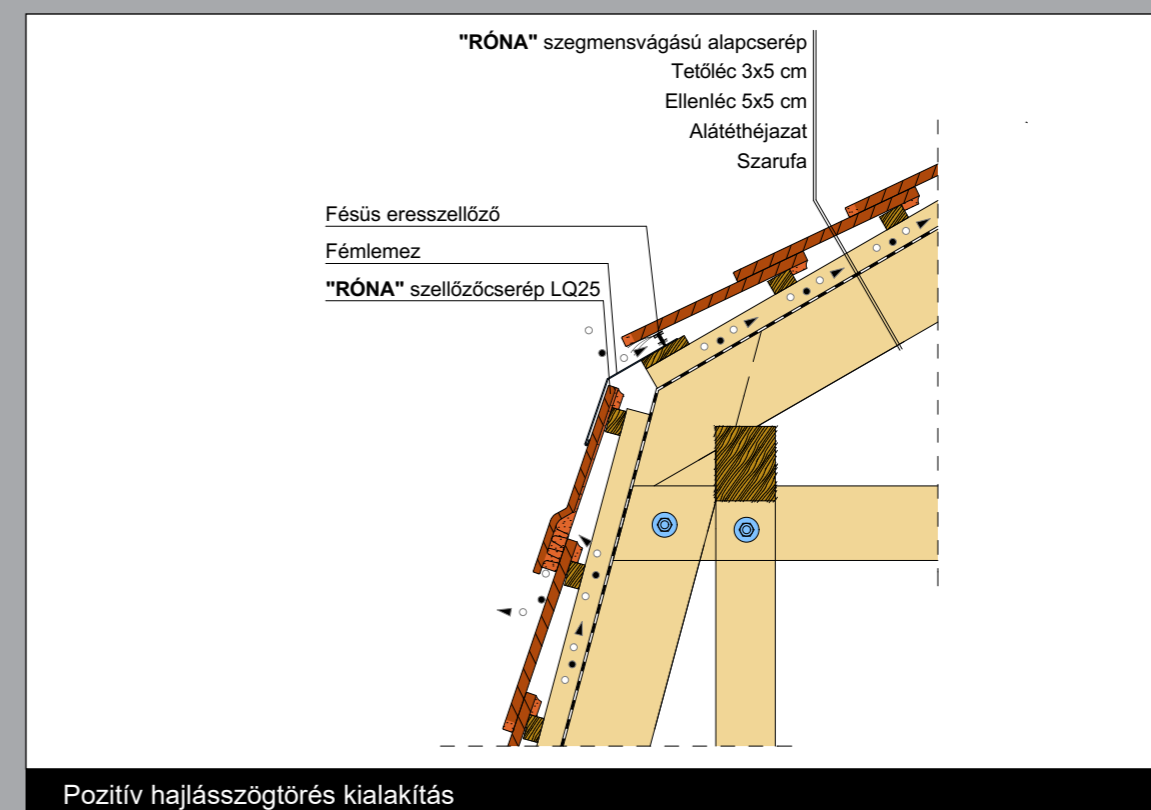 "RÓNA" szegmensvágású alapcserép
Tetőléc 3x5 cm
Ellenléc 5x5 cm
Alátéthéjazat
Szarufa
Fésüs eresszellőző
Fémlemez
"RÓNA" szellőzőcserép LQ25
Pozitív hajlásszögtörés kialakítás